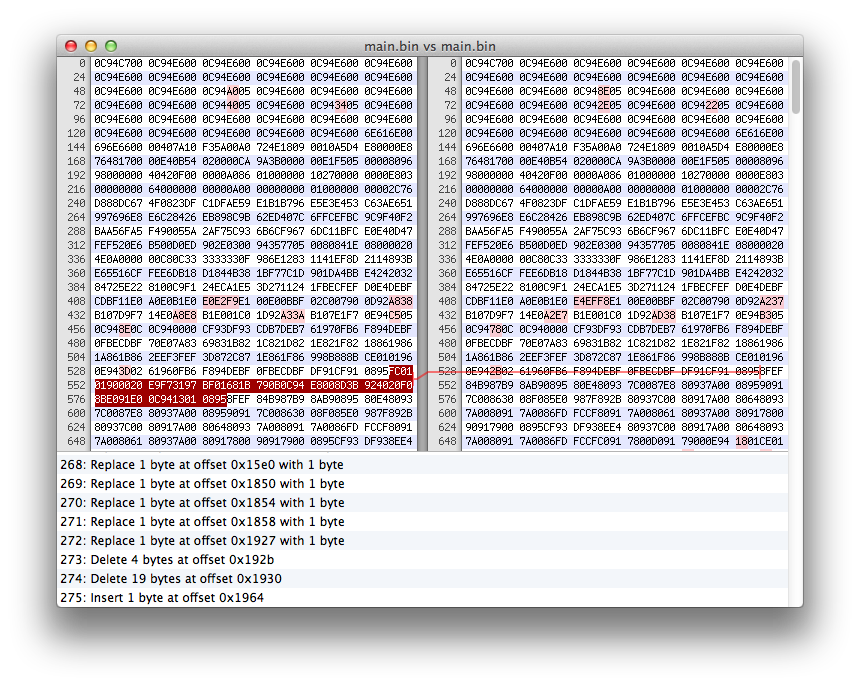 main.bin vs main.bin
0 0C94C700 0C94E600 0C94E600 0C94E600 0C94E600 0C94E600
24 0C94E600 0C94E600 0C94E600 0C94E600 0C94E600 0C94E600
48 0C94E600 0C94E600 0C94A005 0C94E600 0C94E600 0C94E600
72 0C94E600 0C94E600 0C944005 0C94E600 0C943405 0C94E600
96 0C94E600 0C94E600 0C94E600 0C94E600 0C94E600 0C94E600
120 0C94E600 0C94E600 0C94E600 0C94E600 0C94E600 6E616E00
144 696E6600 00407A10 F35A00A0 724E1809 0010A5D4 E80000E8
168 76481700 00E40B54 020000CA 9A3B0000 00E1F505 00008096
192 98000000 40420F00 0000A086 01000000 10270000 0000E803
216 00000000 64000000 00000A00 00000000 01000000 00002C76
240 D888DC67 4F0823DF C1DFAE59 E1B1B796 E5E3E453 C63AE651
264 997696E8 E6C28426 EB898C9B 62ED407C 6FFCEFBC 9C9F40F2
288 BAA56FA5 F490055A 2AF75C93 6B6CF967 6DC11BFC E0E40D47
312 FEF520E6 B500D0ED 902E0300 94357705 0080841E 08000020
336 4E0A0000 00C80C33 3333330F 986E1283 1141EF8D 2114893B
360 E65516CF FEE6DB18 D1844B38 1BF77C1D 901DA4BB E4242032
384 84725E22 8100C9F1 24ECA1E5 3D271124 1FBECFEF D0E4DEBF
408 CDBF11E0 A0E0B1E0 E0E2F9E1 00E00BBF 02C00790 0D92A838
432 B107D9F7 14E0A8E8 B1E001C0 1D92A33A B107E1F7 0E94C505
456 0C948E0C 0C940000 CF93DF93 CDB7DEB7 61970FB6 F894DEBF
480 0FBECDBF 70E07A83 69831B82 1C821D82 1E821F82 18861986
504 1A861B86 2EEF3FEF 3D872C87 1E861F86 998B888B CE010196
528 0E943D02 61960FB6 F894DEBF 0FBECDBF DF91CF91 0895FC01
552 01900020 E9F73197 BF01681B 790B0C94 E8008D3B 924020F0
576 8BE091E0 0C941301 0895FEFF 84B987B9 8AB90895 80E48093
600 7C0087E8 80937A00 08959091 7C008630 08F085E0 987F892B
624 80937C00 80917A00 80648093 7A008091 7A0086FD FCCF8091
648 7A008061 80937A00 80917800 90917900 0895CF93 DF938EE4
0 0C94C700 0C94E600 0C94E600 0C94E600 0C94E600 0C94E600
24 0C94E600 0C94E600 0C94E600 0C94E600 0C94E600 0C94E600
48 0C94E600 0C94E600 0C948E05 0C94E600 0C94E600 0C94E600
72 0C94E600 0C94E600 0C942E05 0C94E600 0C942205 0C94E600
96 0C94E600 0C94E600 0C94E600 0C94E600 0C94E600 0C94E600
120 0C94E600 0C94E600 0C94E600 0C94E600 0C94E600 6E616E00
144 696E6600 00407A10 F35A00A0 724E1809 0010A5D4 E80000E8
168 76481700 00E40B54 020000CA 9A3B0000 00E1F505 00008096
192 98000000 40420F00 0000A086 01000000 10270000 0000E803
216 00000000 64000000 00000A00 00000000 01000000 00002C76
240 D888DC67 4F0823DF C1DFAE59 E1B1B796 E5E3E453 C63AE651
264 997696E8 E6C28426 EB898C9B 62ED407C 6FFCEFBC 9C9F40F2
288 BAA56FA5 F490055A 2AF75C93 6B6CF967 6DC11BFC E0E40D47
312 FEF520E6 B500D0ED 902E0300 94357705 0080841E 08000020
336 4E0A0000 00C80C33 3333330F 986E1283 1141EF8D 2114893B
360 E65516CF FEE6DB18 D1844B38 1BF77C1D 901DA4BB E4242032
384 84725E22 8100C9F1 24ECA1E5 3D271124 1FBECFEF D0E4DEBF
408 CDBF11E0 A0E0B1E0 E4EFF8E1 00E00BBF 02C00790 0D92A237
432 B107D9F7 14E0A2E7 B1E001C0 1D92AD38 B107E1F7 0E94B305
456 0C94780C 0C940000 CF93DF93 CDB7DEB7 61970FB6 F894DEBF
480 0FBECDBF 70E07A83 69831B82 1C821D82 1E821F82 18861986
504 1A861B86 2EEF3FEF 3D872C87 1E861F86 998B888B CE010196
528 0E942B02 61960FB6 F894DEBF 0FBECDBF DF91CF91 0895FEFF
552 84B987B9 8AB90895 80E48093 7C0087E8 80937A00 08959091
576 7C008630 08F085E0 987F892B 80937C00 80917A00 80648093
600 7A008091 7A0086FD FCCF8091 7A008061 80937A00 80917800
624 90917900 0895CF93 DF938EE4 80937C00 80917A00 80648093
648 7A008091 7A0086FD FCCFC091 7800D091 79000E94 1801CE01
268: Replace 1 byte at offset 0x15e0 with 1 byte
269: Replace 1 byte at offset 0x1850 with 1 byte
270: Replace 1 byte at offset 0x1854 with 1 byte
271: Replace 1 byte at offset 0x1858 with 1 byte
272: Replace 1 byte at offset 0x1927 with 1 byte
273: Delete 4 bytes at offset 0x192b
274: Delete 19 bytes at offset 0x1930
275: Insert 1 byte at offset 0x1964